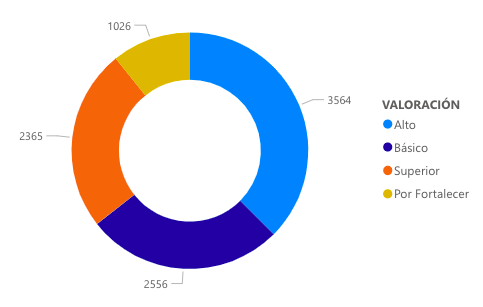 1026
3564
2365
2556
VALORACIÓN
Alto
Básico
Superior
Por Fortalecer